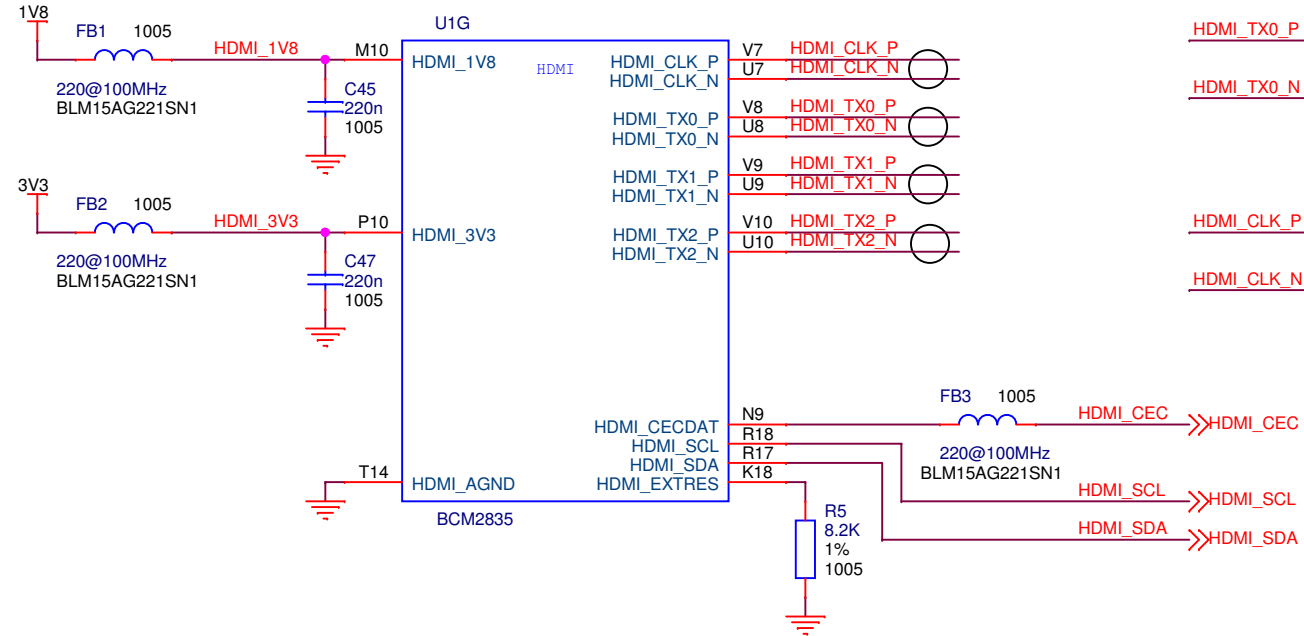 1V8
FB1 1005
HDMI_1V8
220@100MHz
BLM15AG221SN1
C45
220n
1005
M10
3V3
FB2 1005
HDMI_3V3
220@100MHz
BLM15AG221SN1
C47
220n
1005
P10
T14
U1G
HDMI_1V8
HDMI
HDMI_3V3
HDMI_AGND
BCM2835
HDMI_CLK_P V7 HDMI_CLK_P
HDMI_CLK_N U7 HDMI_CLK_N
HDMI_TX0_P V8 HDMI_TX0_P
HDMI_TX0_N U8 HDMI_TX0_N
HDMI_TX1_P V9 HDMI_TX1_P
HDMI_TX1_N U9 HDMI_TX1_N
HDMI_TX2_P V10 HDMI_TX2_P
HDMI_TX2_N U10 HDMI_TX2_N
HDMI_CECDAT N9
HDMI_SCL R18
HDMI_SDA R17
HDMI_EXTRES K18
R5
8.2K
1%
1005
FB3 1005
220@100MHz
BLM15AG221SN1
HDMI_CEC HDMI_CEC
HDMI_SCL HDMI_SCL
HDMI_SDA HDMI_SDA
HDMI_TX0_P
HDMI_TX0_N
HDMI_CLK_P
HDMI_CLK_N